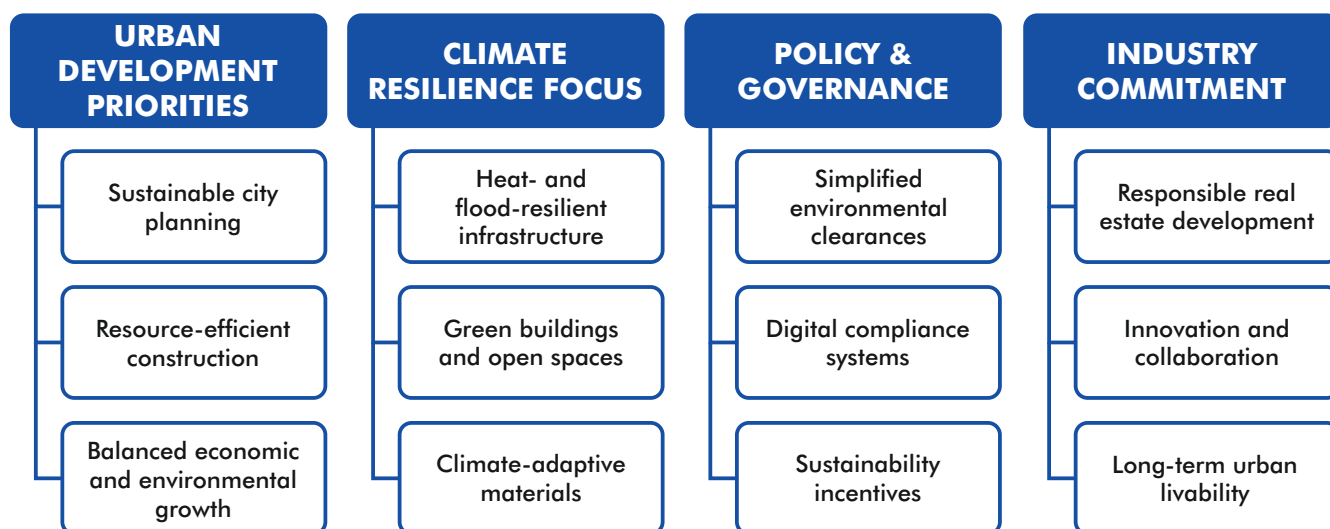 URBAN
DEVELOPMENT
PRIORITIES
Sustainable city
planning
Resource-efficient
construction
Balanced economic
and environmental
growth
CLIMATE
RESILIENCE FOCUS
Heat- and
flood-resilient
infrastructure
Green buildings
and open spaces
Climate-adaptive
materials
POLICY &
GOVERNANCE
Simplified
environmental
clearances
Digital compliance
systems
Sustainability
incentives
INDUSTRY
COMMITMENT
Responsible real
estate development
Innovation and
collaboration
Long-term urban
livability